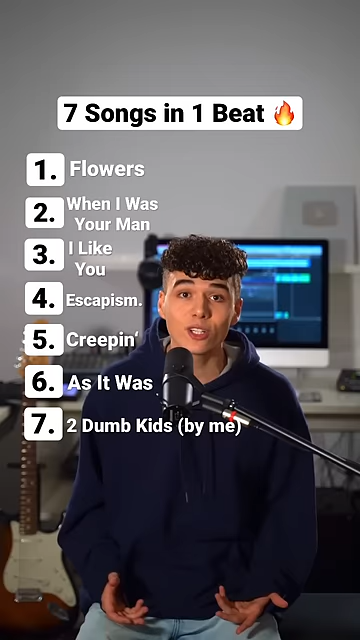 7 Songs in 1 Beat 🔥
1. Flowers
2. When I Was
Your Man
3. I Like
You
4. Escapism.
5. Creepin'
6. As It Was
7. 2 Dumb Kids (by me)